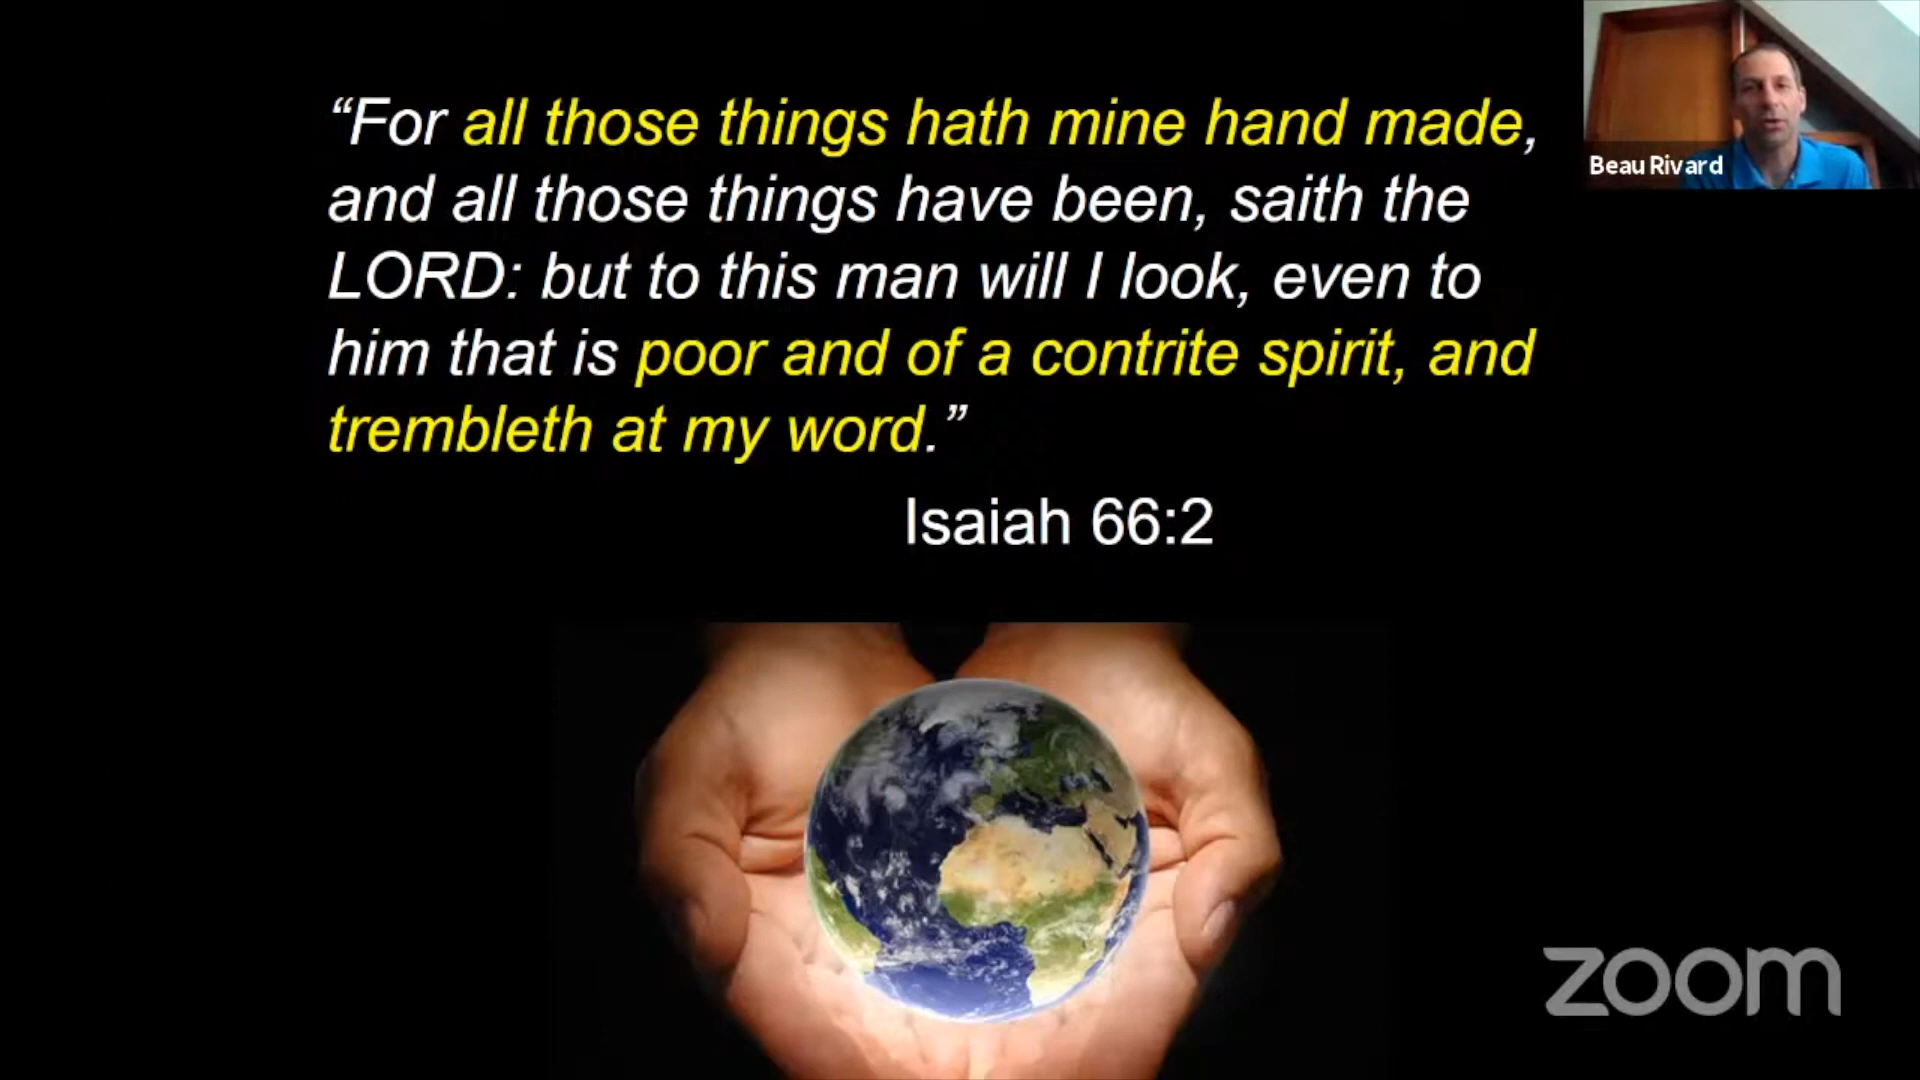 “For all those things hath mine hand made,
and all those things have been, saith the
LORD: but to this man will I look, even to
him that is poor and of a contrite spirit, and
trembleth at my word.”
Isaiah 66:2
Beau Rivard
zoom